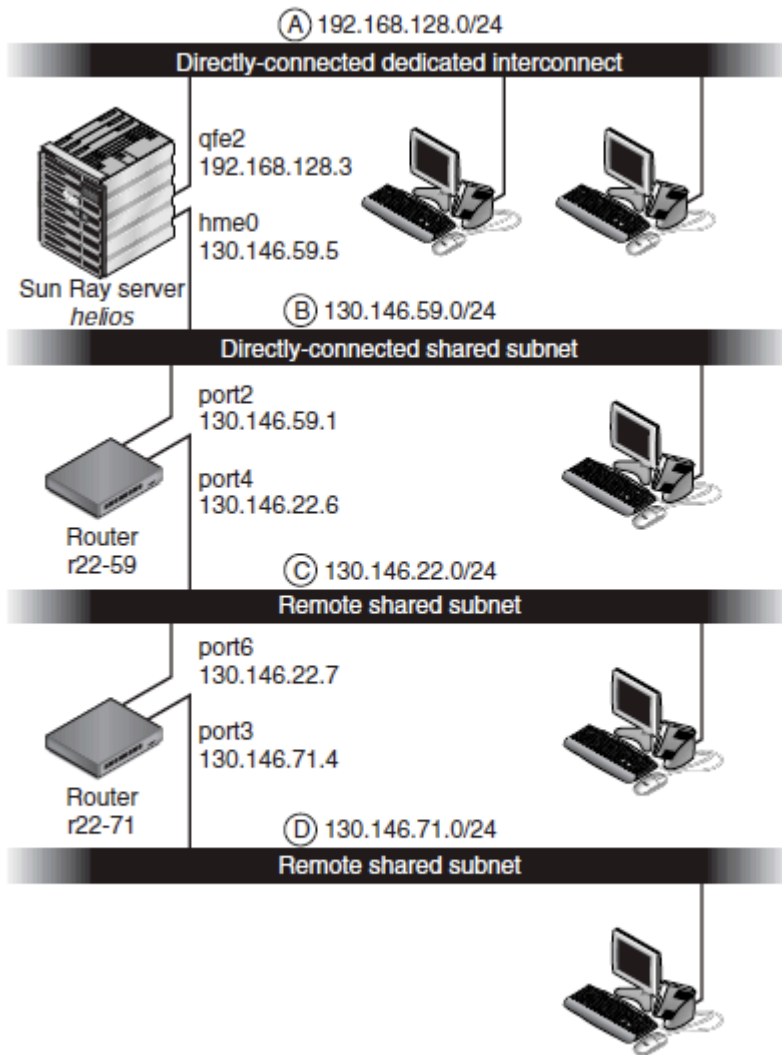 A 192.168.128.0/24
Directly-connected dedicated interconnect
qfe2
192.168.128.3
hme0
130.146.59.5
Sun Ray server
helios
B 130.146.59.0/24
Directly-connected shared subnet
port2
130.146.59.1
port4
130.146.22.6
Router
r22-59
C 130.146.22.0/24
Remote shared subnet
port6
130.146.22.7
port3
130.146.71.4
Router
r22-71
D 130.146.71.0/24
Remote shared subnet